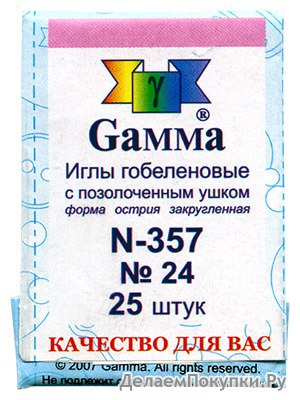 γ
Gamma®
Иглы гобеленовые
с позолоченным ушком
форма острия закругленная
N-357
№ 24
25 штук
КАЧЕСТВО ДЛЯ ВАС
© 2007 Gamma. All rights reserved.
Не подлежит
ДелаемПокупки.Ру